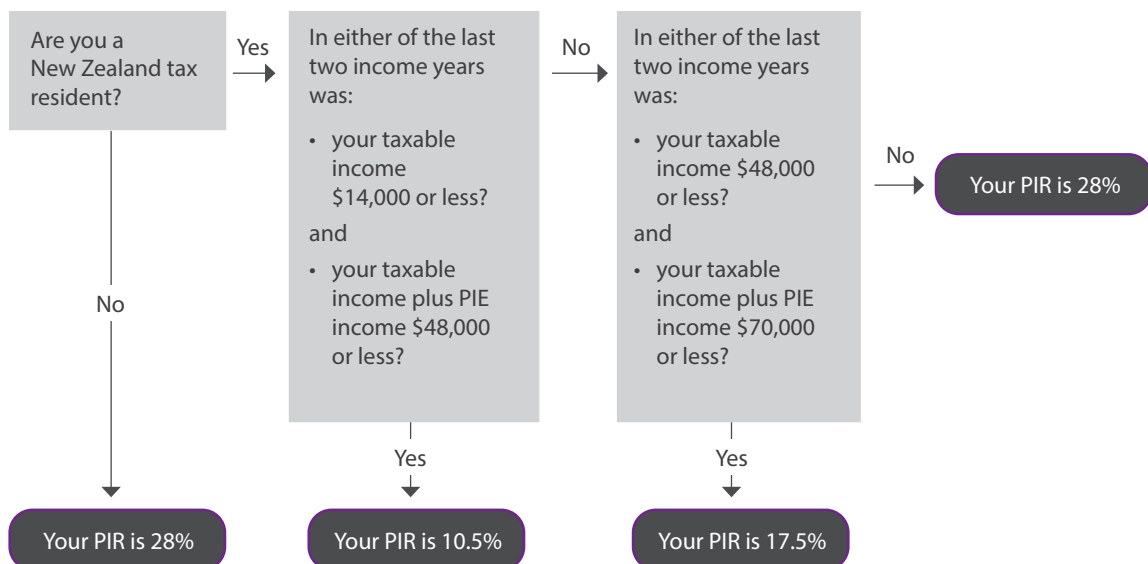 Are you a
New Zealand tax
resident?
Yes
In either of the last
two income years
was:
• your taxable
income
$14,000 or less?
and
• your taxable
income plus PIE
income $48,000
or less?
No
In either of the last
two income years
was:
• your taxable
income $48,000
or less?
and
• your taxable
income plus PIE
income $70,000
or less?
No
Your PIR is 28%
No
Yes
Yes
Your PIR is 28%
Your PIR is 10.5%
Your PIR is 17.5%